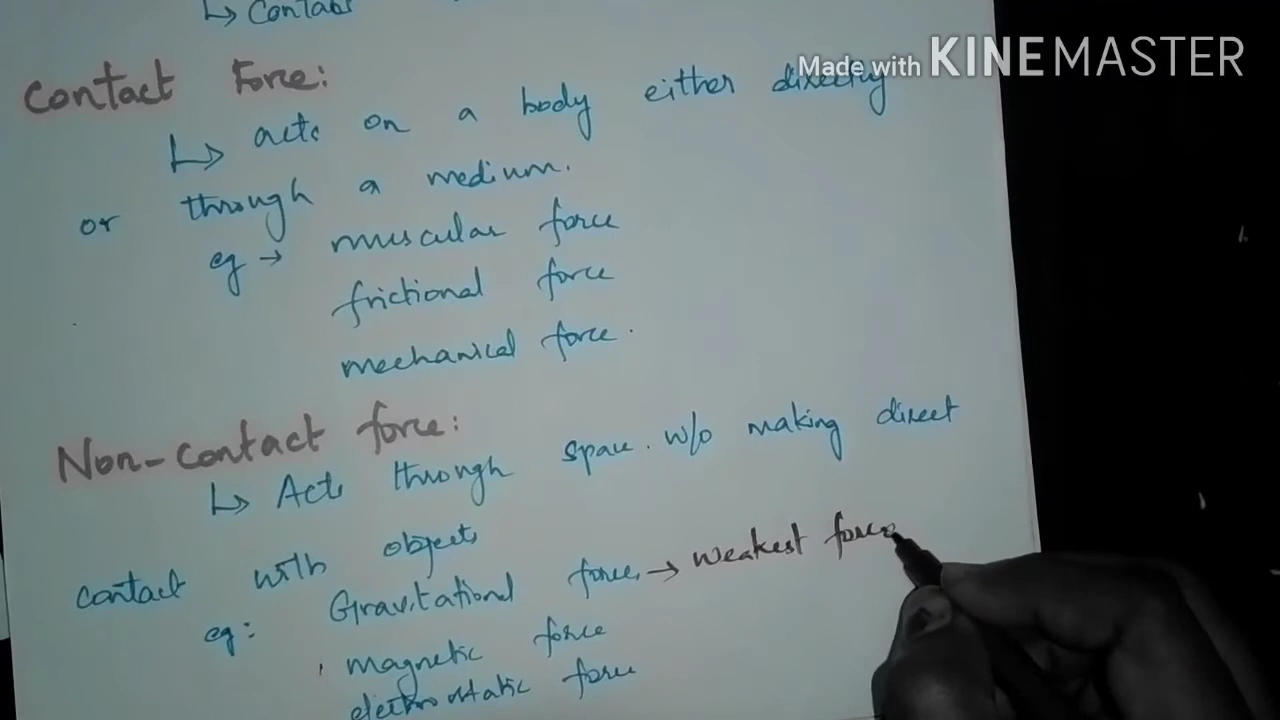 Made with KINEMASTER
Contact Force:
↳ acts on a body either directly
or through a medium.
eg → muscular force
frictional force
mechanical force.
Non-contact force:
↳ Acts through space. w/o making direct
contact with objects
eg: Gravitational force, → weakest force
magnetic force
electrostatic force